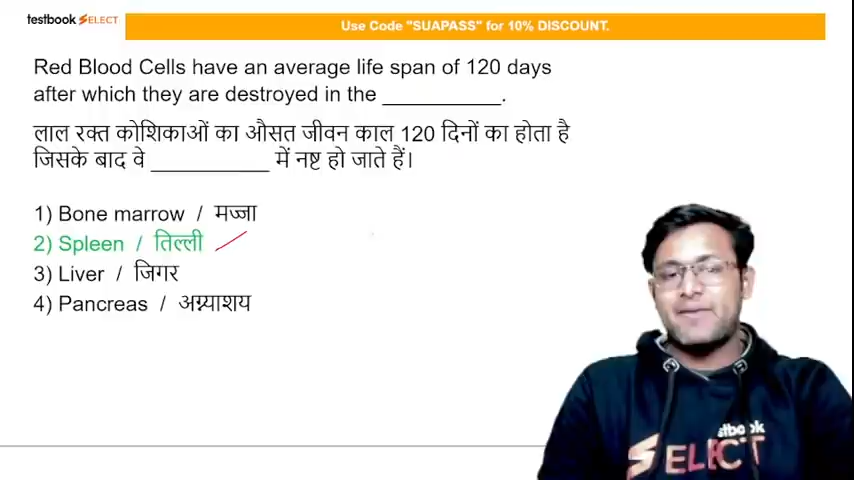 testbook SELECT
Use Code "SUAPASS" for 10% DISCOUNT.
Red Blood Cells have an average life span of 120 days
after which they are destroyed in the __________.
लाल रक्त कोशिकाओं का औसत जीवन काल 120 दिनों का होता है
जिसके बाद वे __________ में नष्ट हो जाते हैं।
1) Bone marrow / मज्जा
2) Spleen / तिल्ली
3) Liver / जिगर
4) Pancreas / अग्न्याशय
stbook
SELECT